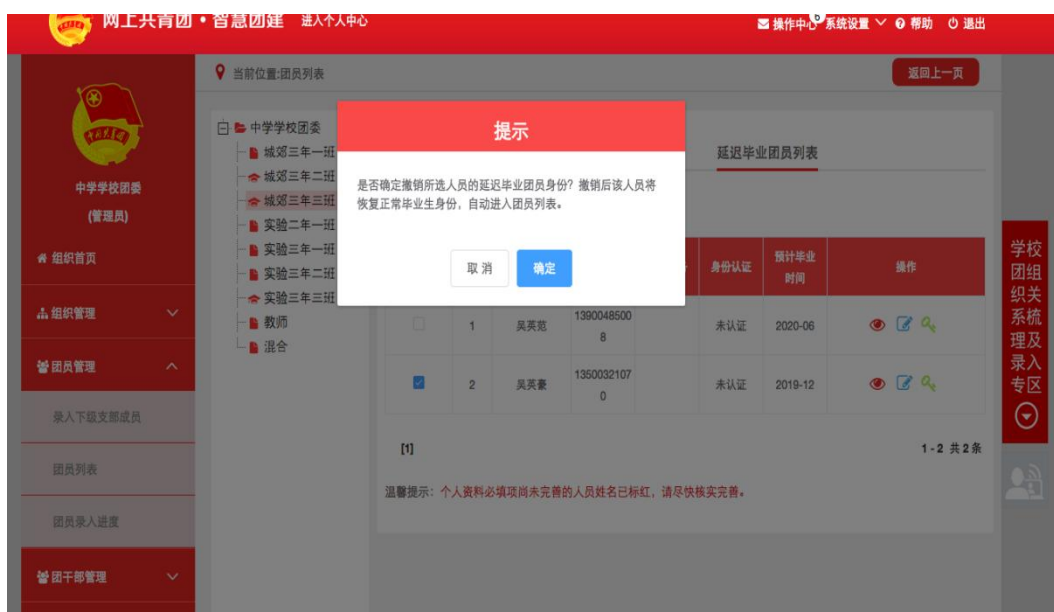 网上共青团·智慧团建 进入个人中心
操作中心 6 系统设置 帮助 退出
中学学校团委
(管理员)
组织首页
组织管理
团员管理
录入下级支部成员
团员列表
团员录入进度
团干部管理
当前位置:团员列表
返回上一页
中学学校团委
城郊三年一班
城郊三年二班
城郊三年三班
实验二年一班
实验三年一班
实验三年二班
实验三年三班
教师
混合
延迟毕业团员列表
提示
是否确定撤销所选人员的延迟毕业团员身份？撤销后该人员将
恢复正常毕业生身份，自动进入团员列表。
取消 确定
身份认证 预计毕业
时间 操作
1 吴英范 1390048500
8 未认证 2020-06
2 吴英豪 1350032107
0 未认证 2019-12
[1] 1-2 共2条
温馨提示：个人资料必填项尚未完善的人员姓名已标红，请尽快核实完善。
学校
团组
织关
系梳
理及
录入
专区